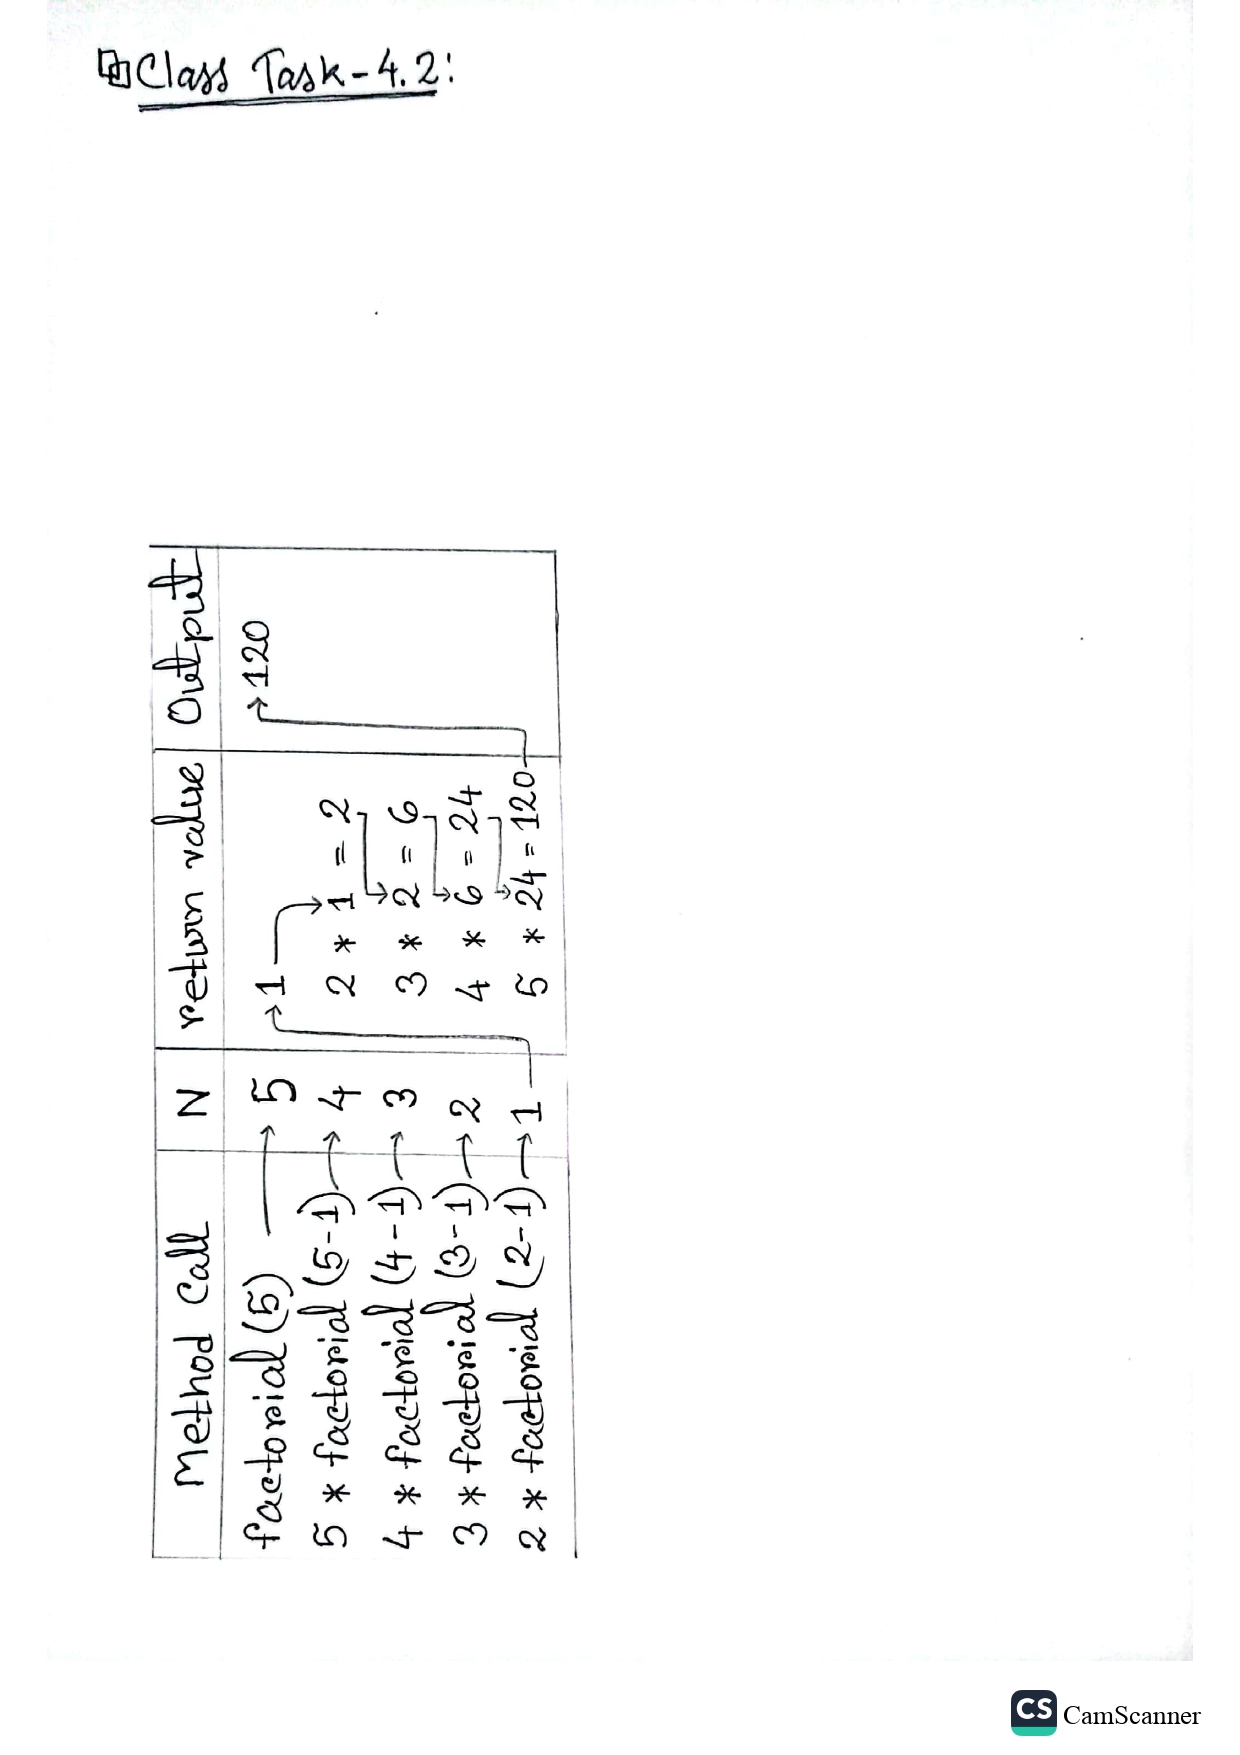 Class Task-4.2:
Method Call N return value Output
factorial (5) → 5 → 1 → 120
5 * factorial (5-1) → 4 2 * 1 = 2
4 * factorial (4-1) → 3 3 * 2 = 6
3 * factorial (3-1) → 2 4 * 6 = 24
2 * factorial (2-1) → 1 5 * 24 = 120
CS CamScanner